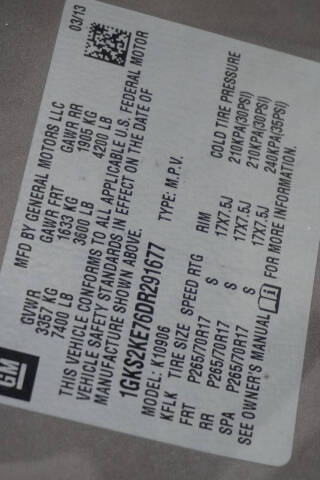 GM
MFD BY GENERAL MOTORS LLC 03/13
GVWR GAWR FRT GAWR RR
3357 KG 1633 KG 1905 KG
7400 LB 3600 LB 4200 LB
THIS VEHICLE CONFORMS TO ALL APPLICABLE U.S. FEDERAL MOTOR
VEHICLE SAFETY STANDARDS IN EFFECT ON THE DATE OF
MANUFACTURE SHOWN ABOVE.
1GKS2KE76DR291677 TYPE: M.P.V.
MODEL: K10906
KFLK TIRE SIZE SPEED RTG RIM COLD TIRE PRESSURE
FRT P265/70R17 S 17X7.5J 210KPA(30PSI)
RR P265/70R17 S 17X7.5J 210KPA(30PSI)
SPA P265/70R17 S 17X7.5J 240KPA(35PSI)
SEE OWNER'S MANUAL FOR MORE INFORMATION.